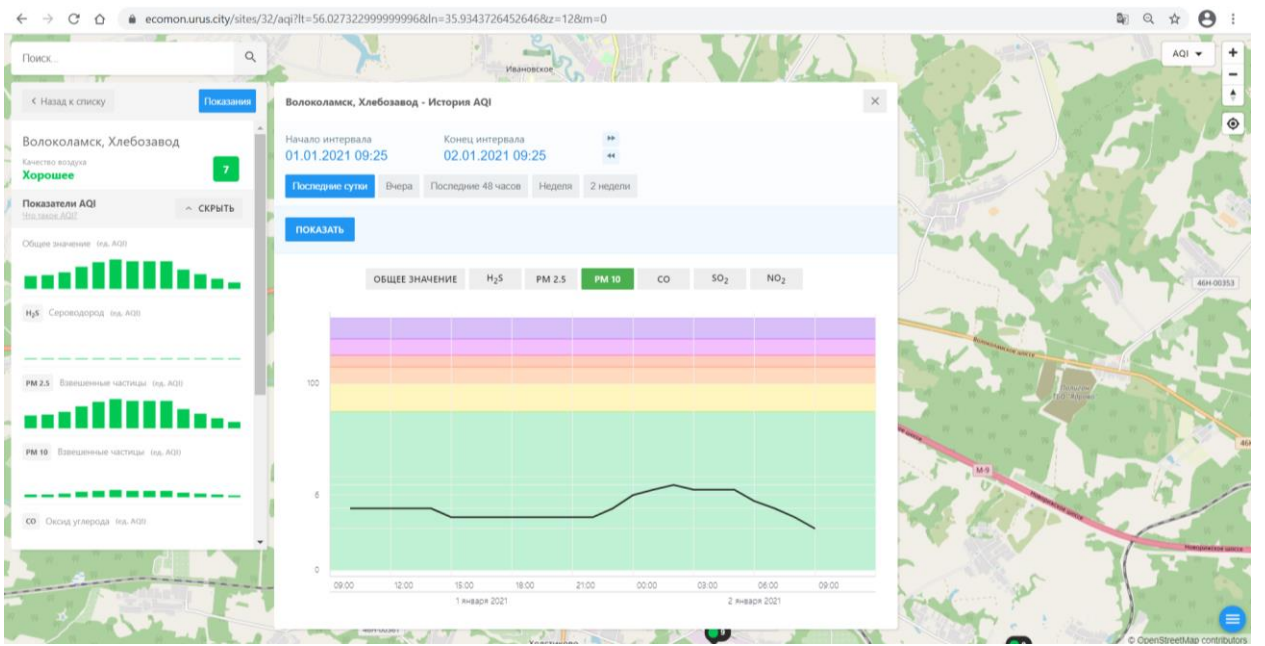 ecomon.urus.city/sites/32/aqi?lt=56.027322999999996&ln=35.9343726452646&z=12&m=0
Поиск...
Ивановское
AQI
Назад к списку
Показания
Волоколамск, Хлебозавод - История AQI
Волоколамск, Хлебозавод
Качество воздуха
Хорошее
7
Начало интервала
Конец интервала
01.01.2021 09:25
02.01.2021 09:25
Последние сутки
Вчера
Последние 48 часов
Неделя
2 недели
Показатели AQI
Что такое AQI?
СКРЫТЬ
ПОКАЗАТЬ
Общее значение (ед. AQI)
ОБЩЕЕ ЗНАЧЕНИЕ
H₂S
PM 2.5
PM 10
CO
SO₂
NO₂
H₂S Сероводород (ед. AQI)
PM 2.5 Взвешенные частицы (ед. AQI)
PM 10 Взвешенные частицы (ед. AQI)
CO Оксид углерода (ед. AQI)
100
6
0
09:00 12:00 15:00 18:00 21:00 00:00 03:00 06:00 09:00
1 января 2021
2 января 2021
46Н-00353
Волоколамское шоссе
Полигон
ТБО "Ядрово"
М-9
Новорижское шоссе
Новорижское шоссе
© OpenStreetMap contributors